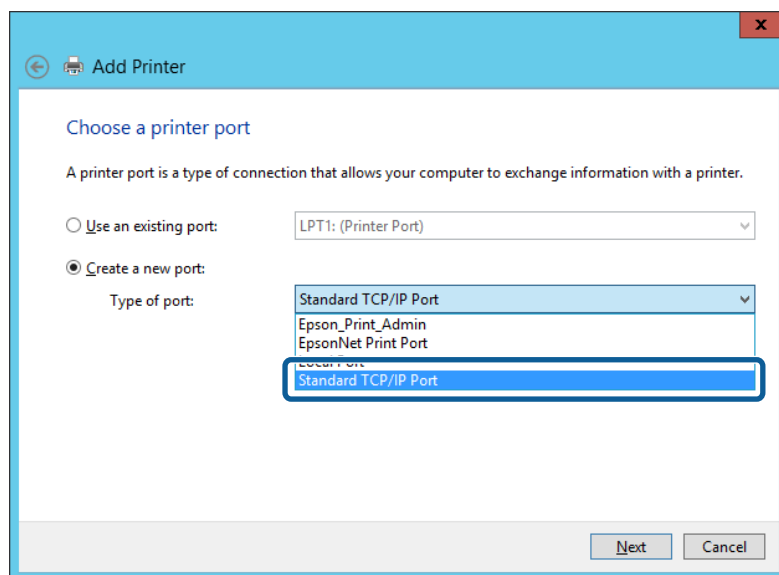 x
Add Printer
Choose a printer port
A printer port is a type of connection that allows your computer to exchange information with a printer.
Use an existing port: LPT1: (Printer Port)
Create a new port:
Type of port: Standard TCP/IP Port
Epson_Print_Admin
EpsonNet Print Port
Local Port
Standard TCP/IP Port
Next Cancel